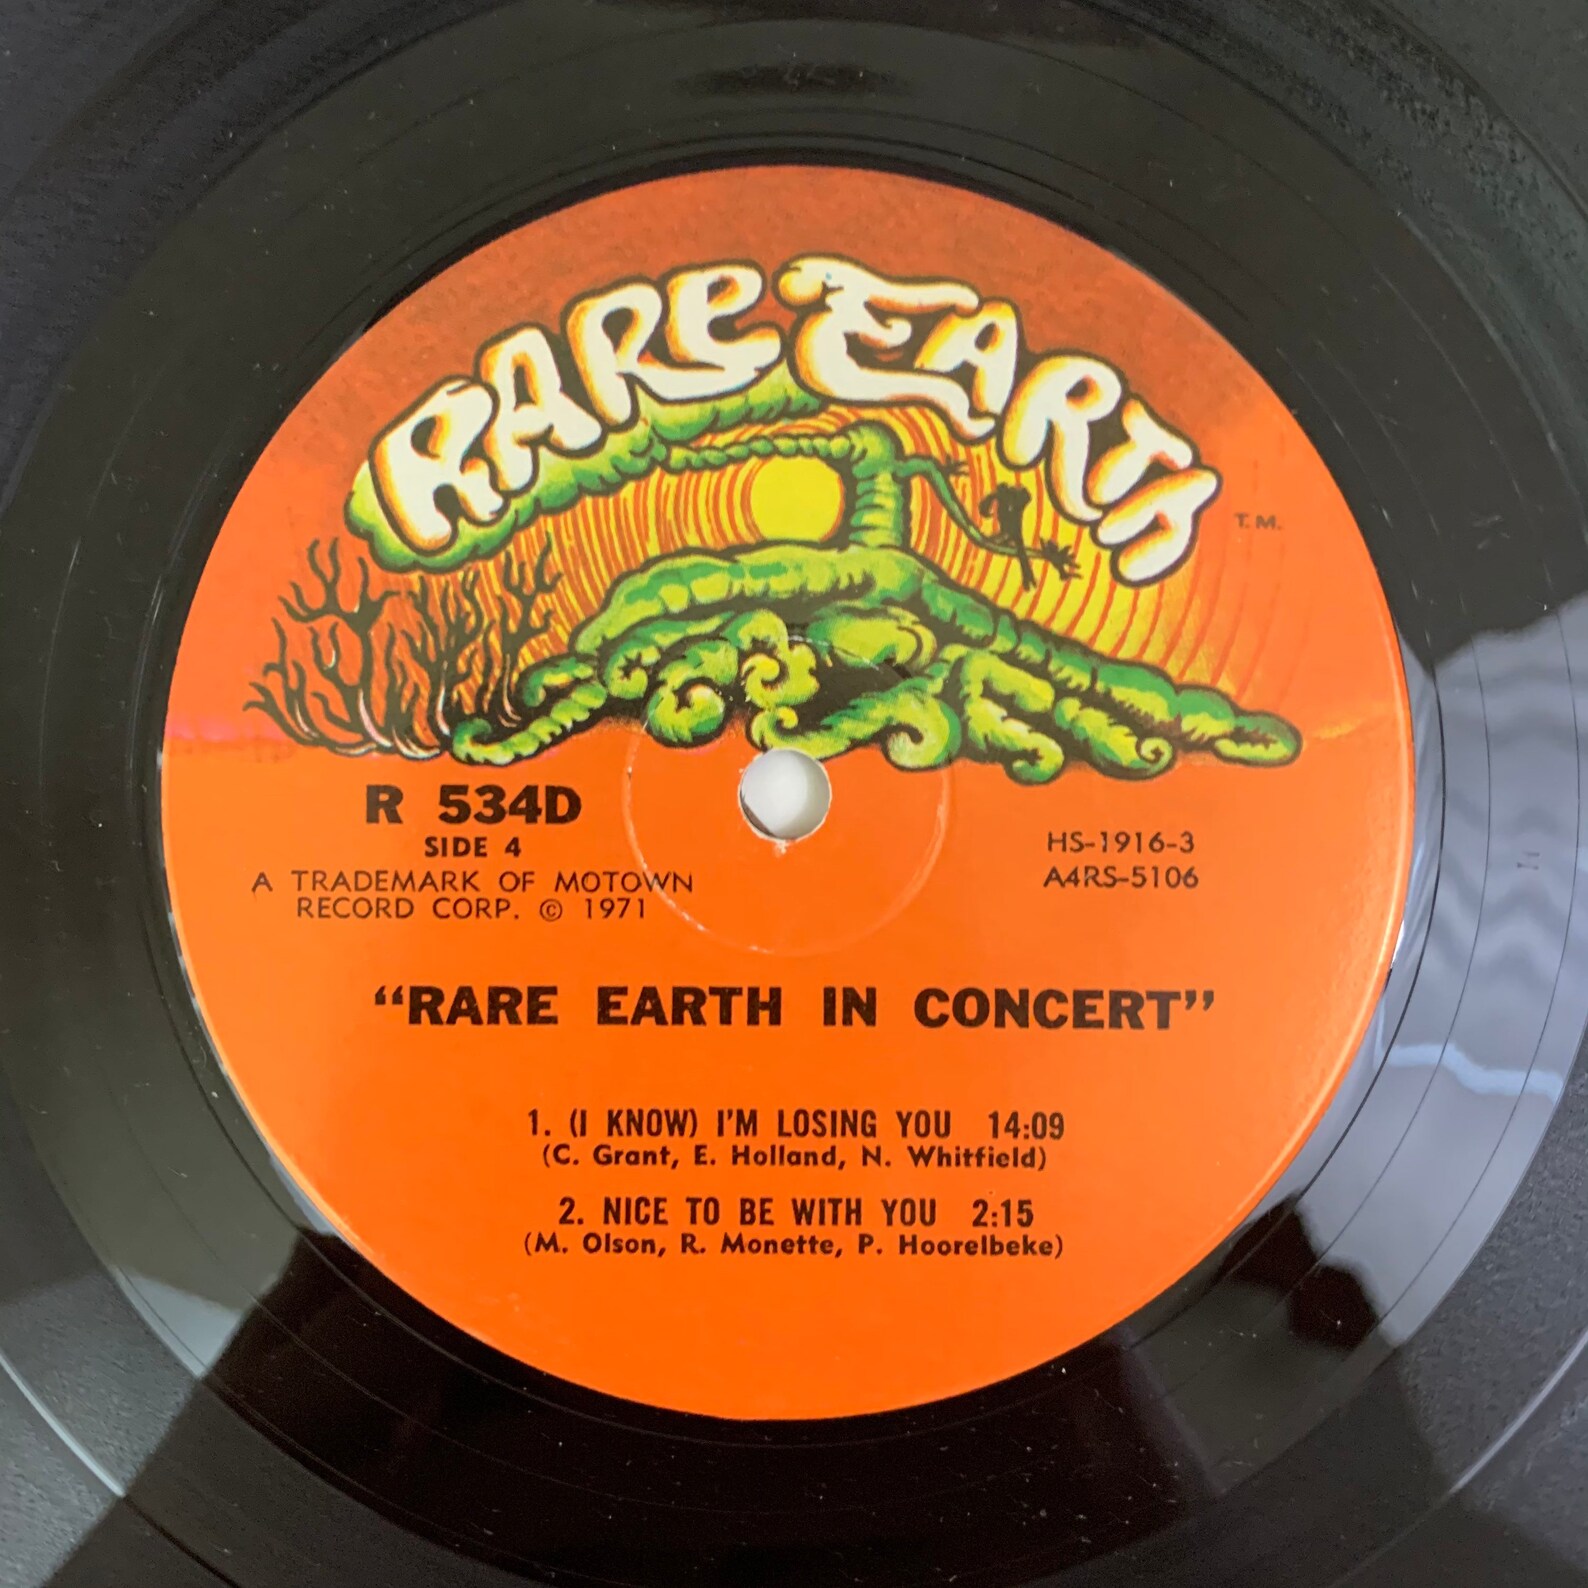 RARE EARTH
T.M.
R 534D
SIDE 4
A TRADEMARK OF MOTOWN
RECORD CORP. © 1971
HS-1916-3
A4RS-5106
“RARE EARTH IN CONCERT”
1. (I KNOW) I'M LOSING YOU 14:09
(C. Grant, E. Holland, N. Whitfield)
2. NICE TO BE WITH YOU 2:15
(M. Olson, R. Monette, P. Hoorelbeke)